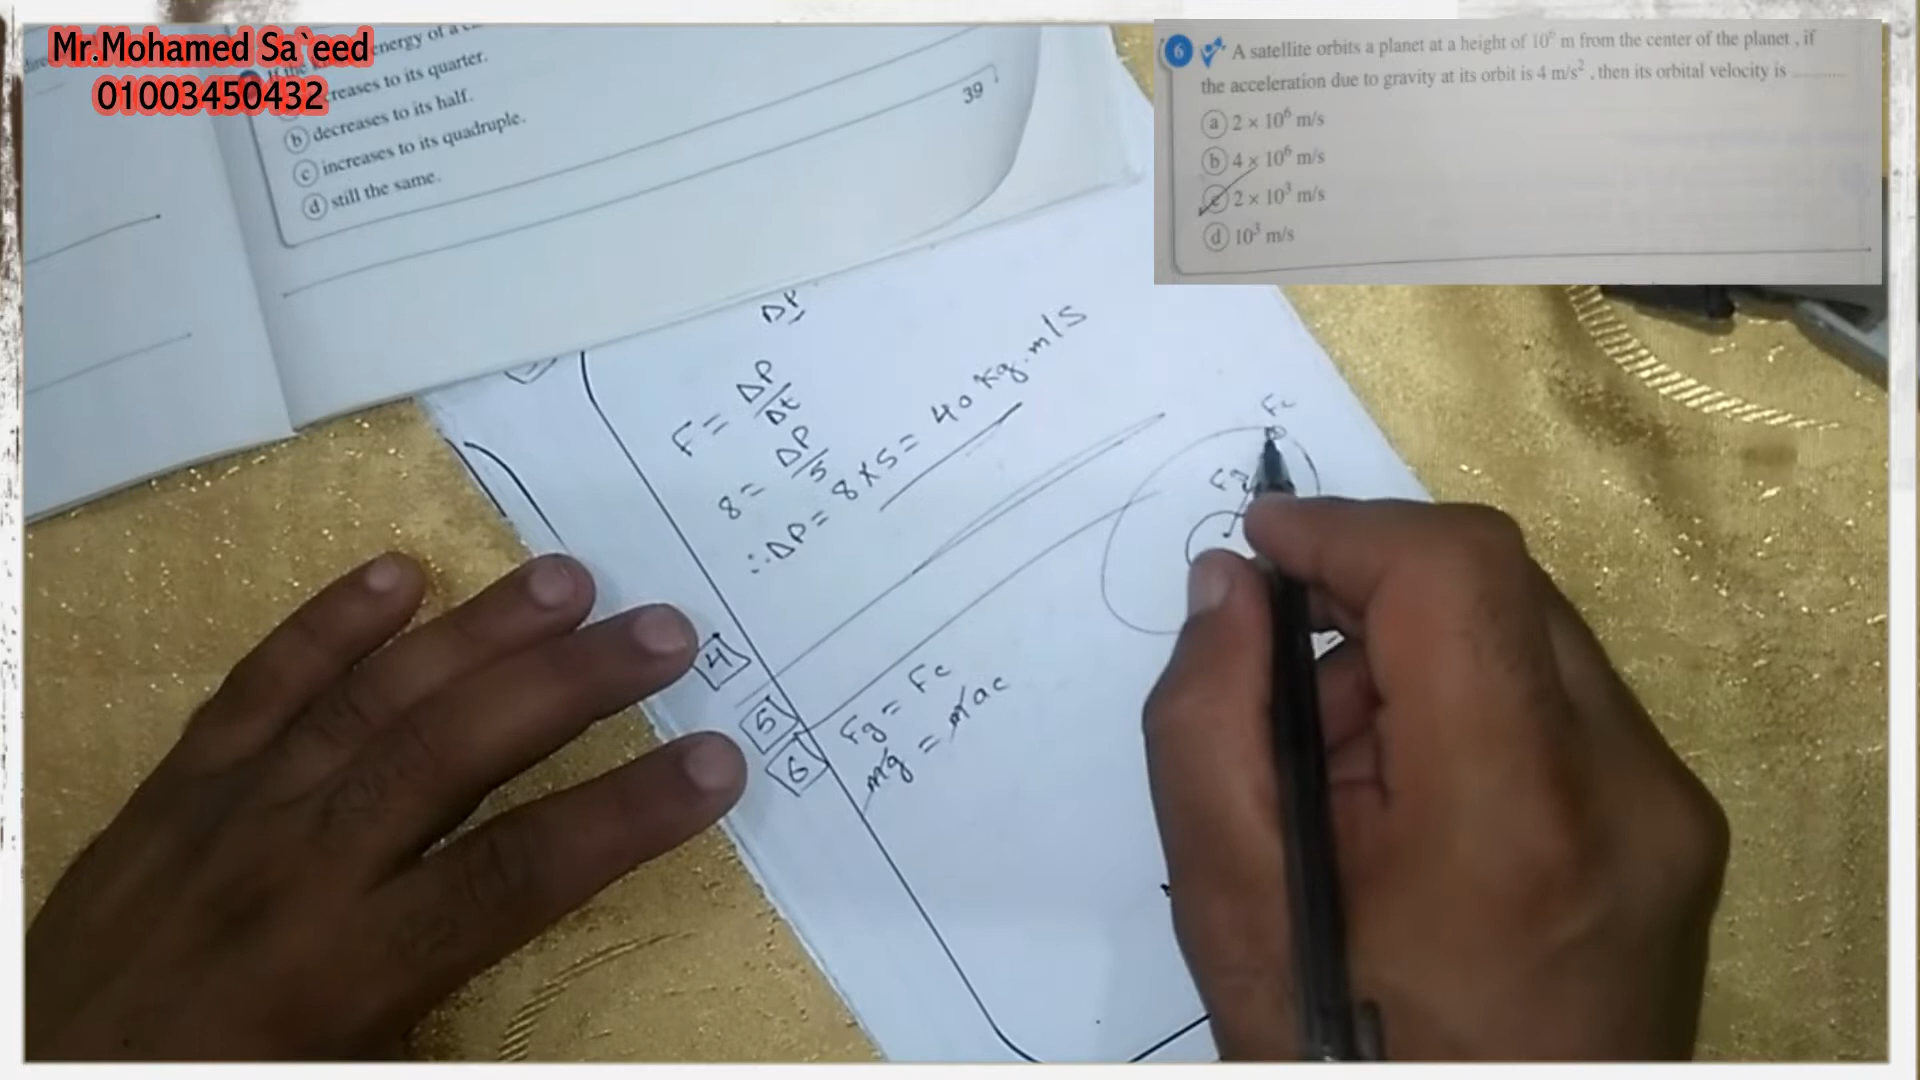 Mr.Mohamed Sa`eed
01003450432
energy of a
creases to its quarter.
b decreases to its half.
c increases to its quadruple.
d still the same.
39
6 A satellite orbits a planet at a height of 10⁶ m from the center of the planet , if
the acceleration due to gravity at its orbit is 4 m/s² , then its orbital velocity is ...........
a 2 × 10⁶ m/s
b 4 × 10⁶ m/s
c 2 × 10³ m/s
d 10³ m/s
ΔP
F = ΔP/Δt
8 = ΔP/5
∴ΔP = 8 x 5 = 40 kg.m/s
Fc
Fg
4
5
6
Fg = Fc
mg = mac